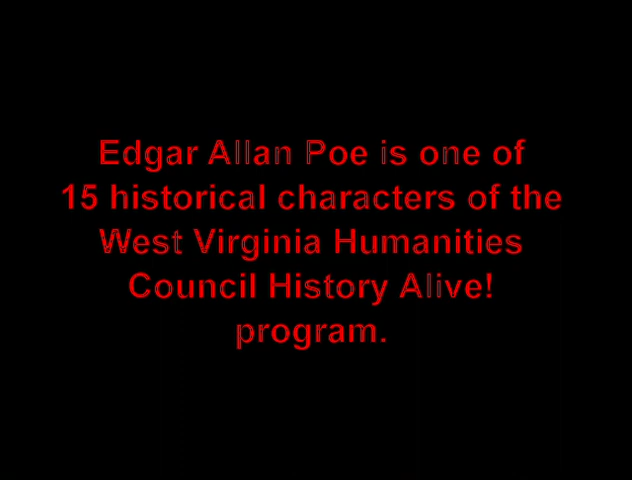 Edgar Allan Poe is one of
15 historical characters of the
West Virginia Humanities
Council History Alive!
program.